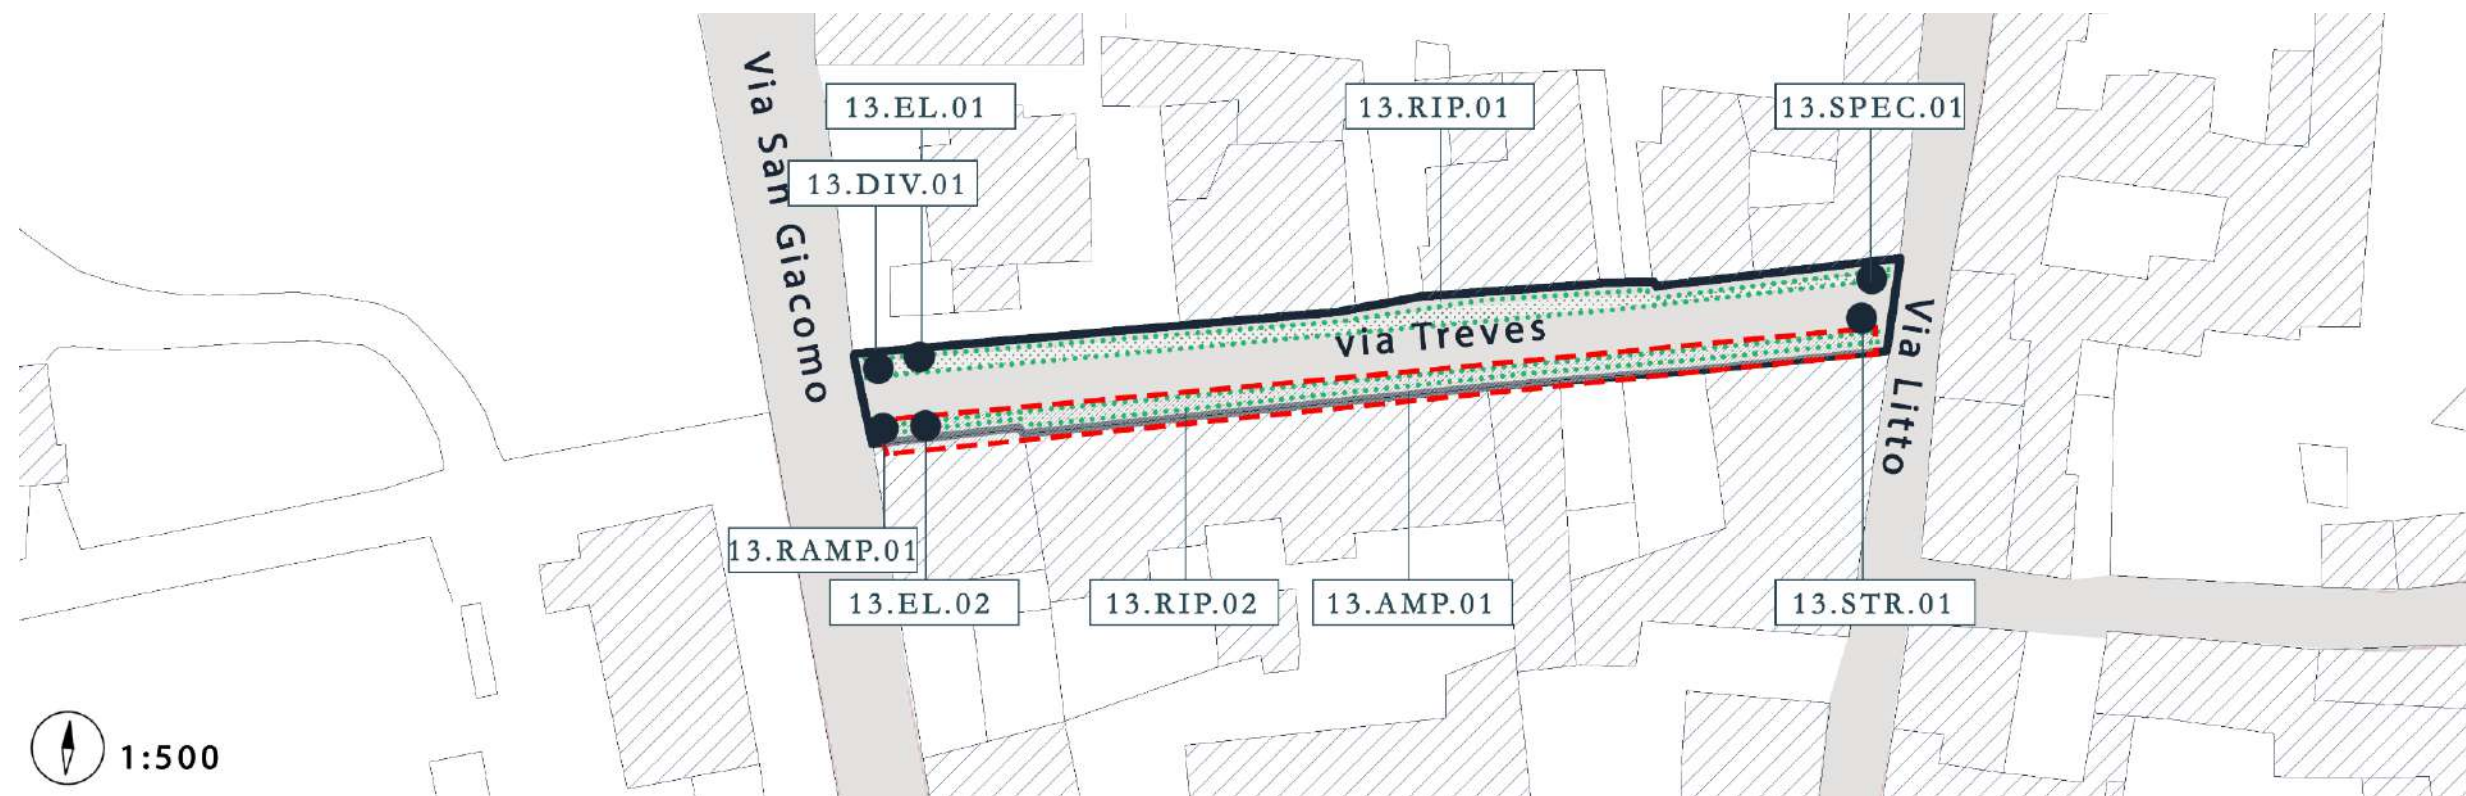 Via San Giacomo
13.EL.01
13.RIP.01
13.SPEC.01
13.DIV.01
via Treves
Via Litto
13.RAMP.01
13.EL.02
13.RIP.02
13.AMP.01
13.STR.01
1:500